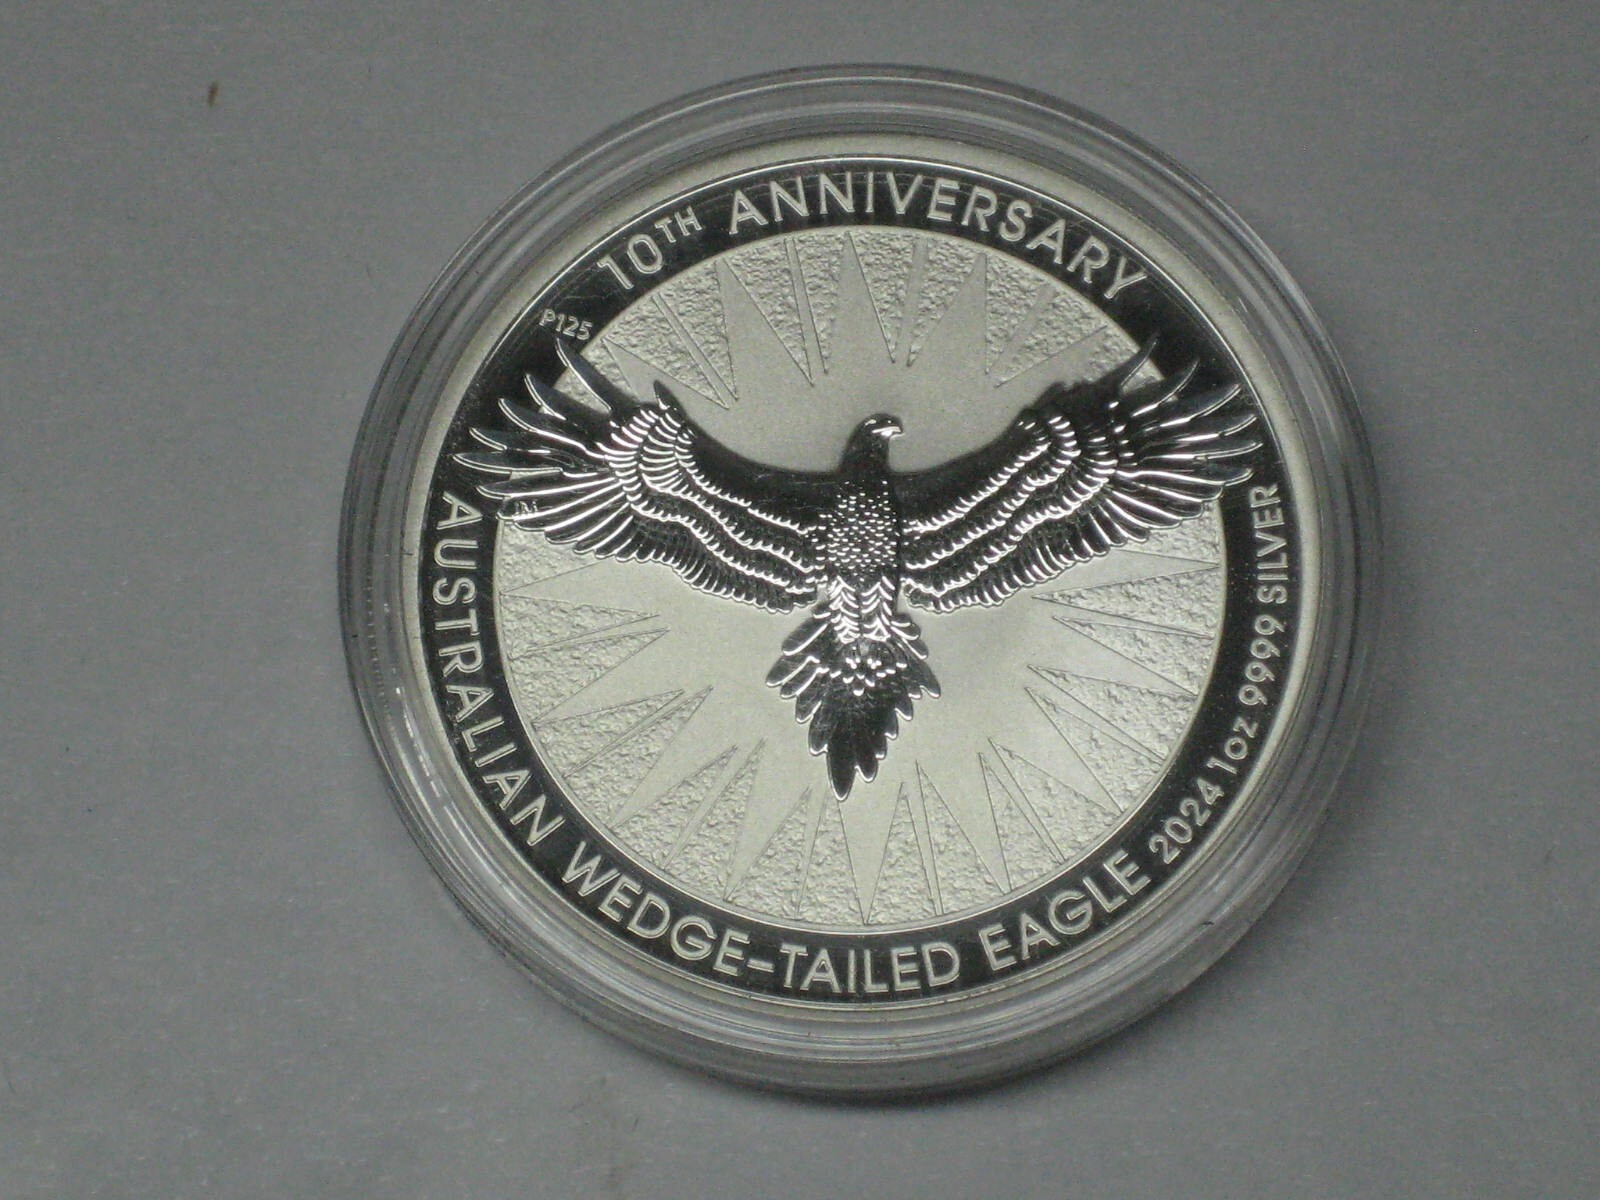 10TH ANNIVERSARY
P125
AUSTRALIAN WEDGE-TAILED EAGLE 2024 1oz 9999 SILVER